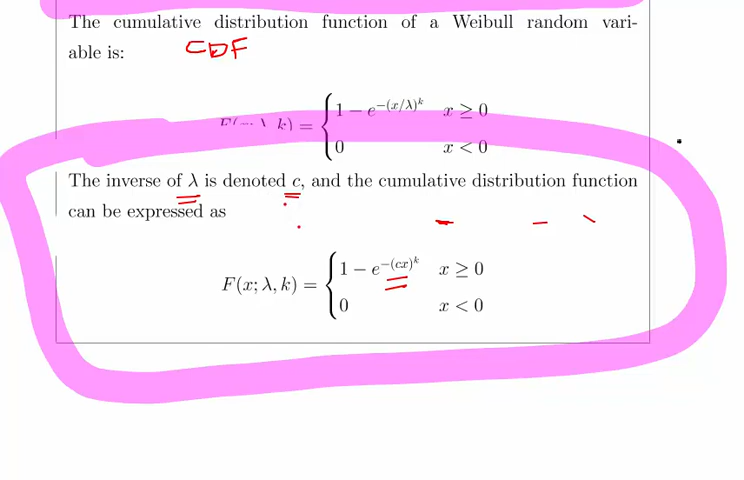 The cumulative distribution function of a Weibull random vari-
able is:
CDF
F(x; λ, k) = { 1 − e^{−(x/λ)^k}   x ≥ 0
0   x < 0
The inverse of λ is denoted c, and the cumulative distribution function
can be expressed as
F(x; λ, k) = { 1 − e^{−(cx)^k}   x ≥ 0
0   x < 0